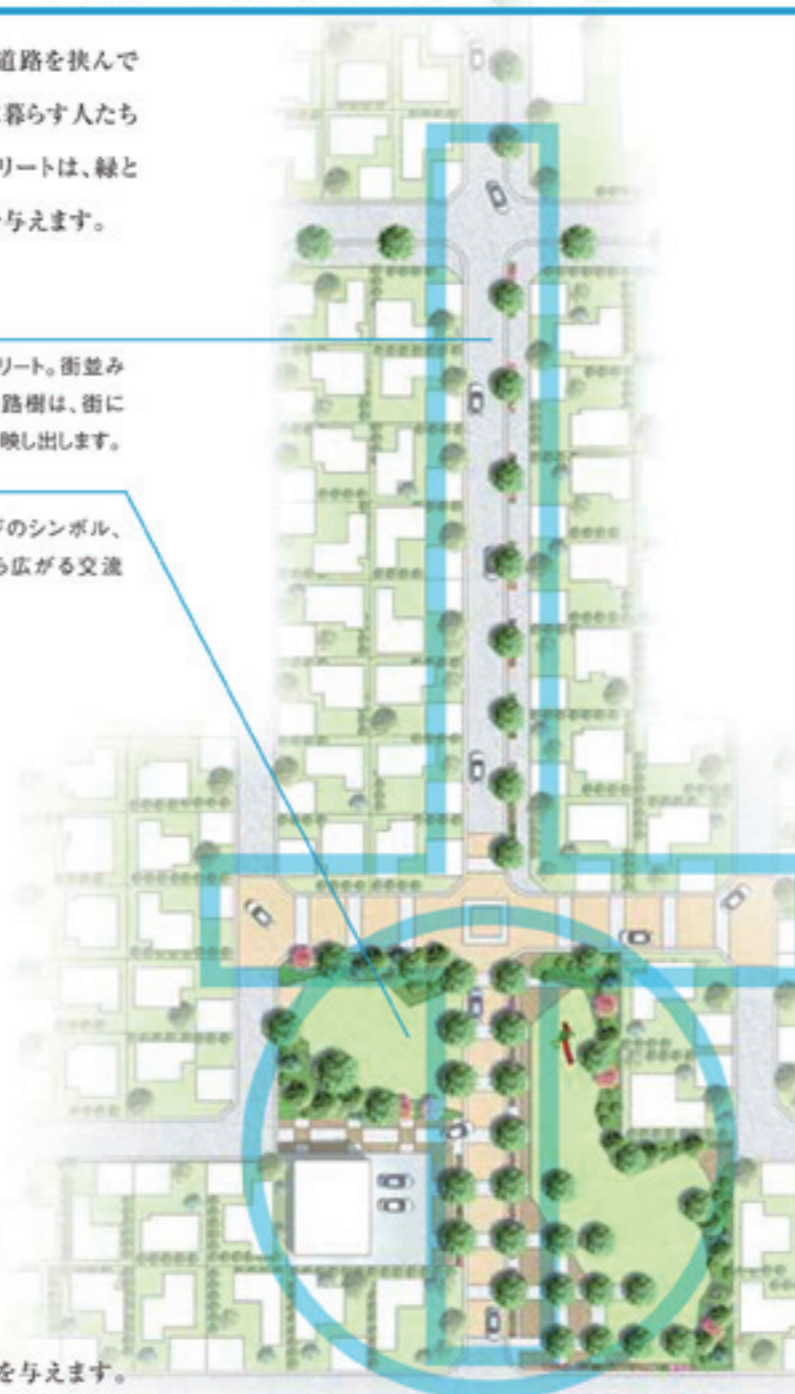 道路を挟んで
暮らす人たち
リートは、緑と
与えます。
リート。街並み
路樹は、街に
映し出します。
のシンボル、
広がる交流
を与えます。